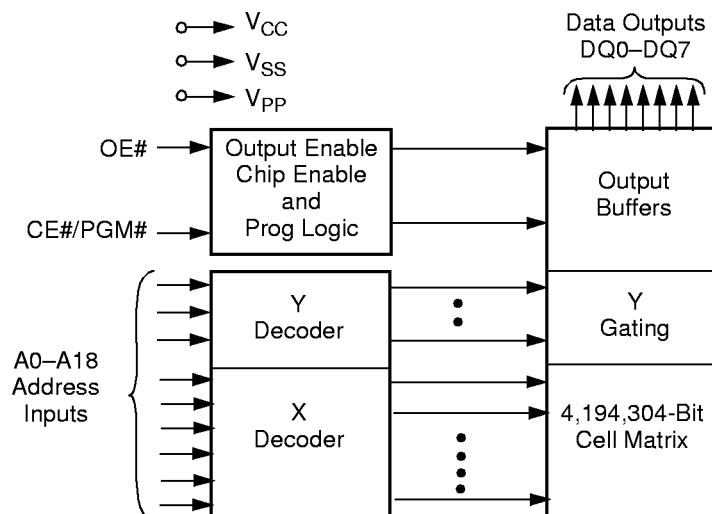 Data Outputs
DQ0–DQ7
VCC
VSS
VPP
OE#
CE#/PGM#
Output Enable
Chip Enable
and
Prog Logic
Output
Buffers
A0–A18
Address
Inputs
Y
Decoder
Y
Gating
X
Decoder
4,194,304-Bit
Cell Matrix